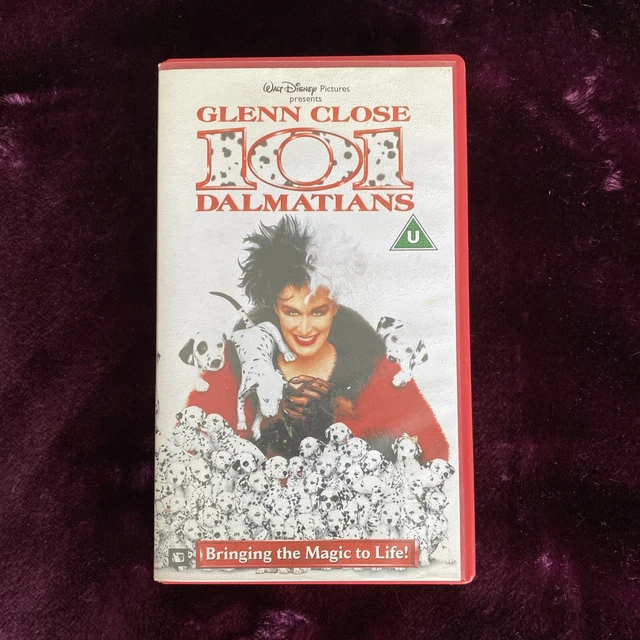 WALT DISNEY Pictures
presents
GLENN CLOSE
101
DALMATIANS
U
Bringing the Magic to Life!